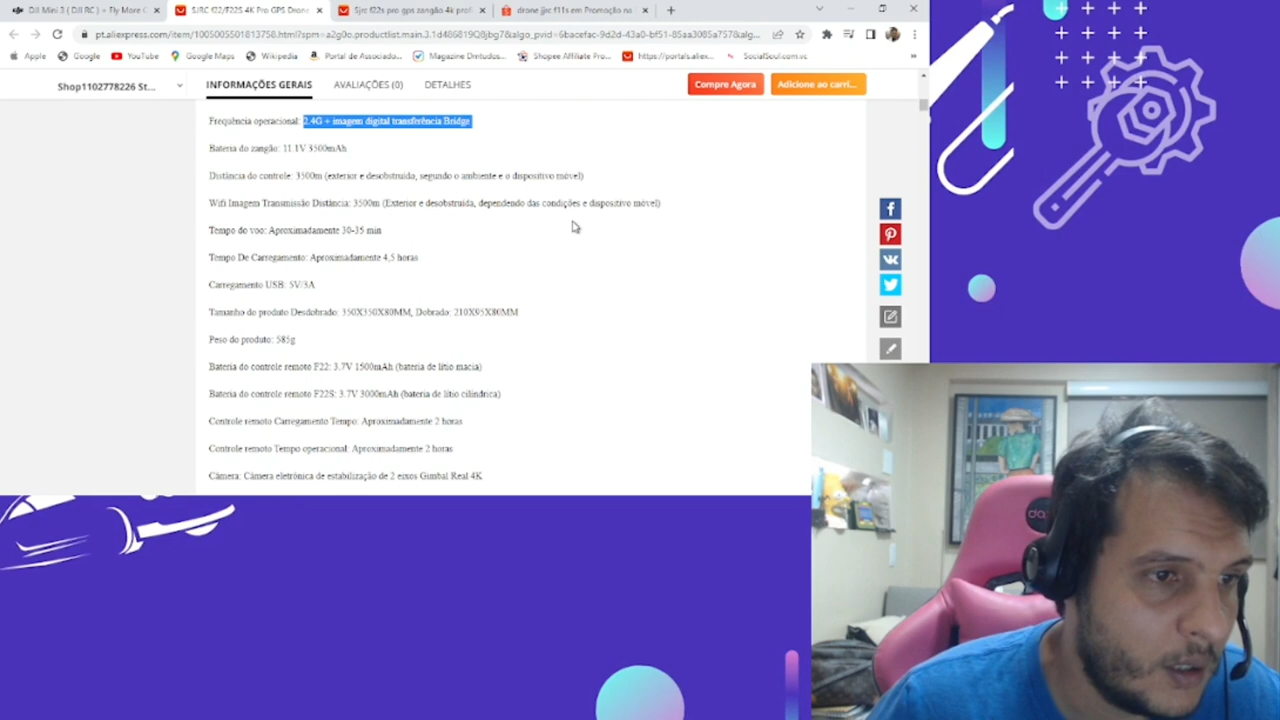 DJI Mini 3 ( DJI RC ) + Fly More C
SJRC F22/F22S 4K Pro GPS Drone
Sjrc f22s pro gps zangão 4k profi
drone jjrc f11s em Promoção na
pt.aliexpress.com/item/1005005501813758.html?spm=a2g0o.productlist.main.3.1d486819Q8jbg7&algo_pvid=6bacefac-9d2d-43a0-bf51-85aa3085a757&alg...
Apple
Google
YouTube
Google Maps
Wikipedia
Portal de Associado...
Magazine Dmtudos...
Shopee Affiliate Pro...
https://portals.aliex...
SocialSoul.com.vc
Shop1102778226 St...
INFORMAÇÕES GERAIS
AVALIAÇÕES (0)
DETALHES
Compre Agora
Adicione ao carri...
Frequência operacional: 2.4G + imagem digital transferência Bridge
Bateria do zangão: 11.1V 3500mAh
Distância do controle: 3500m (exterior e desobstruída, segundo o ambiente e o dispositivo móvel)
Wifi Imagem Transmissão Distância: 3500m (Exterior e desobstruída, dependendo das condições e dispositivo móvel)
Tempo do voo: Aproximadamente 30-35 min
Tempo De Carregamento: Aproximadamente 4,5 horas
Carregamento USB: 5V/3A
Tamanho do produto Desdobrado: 350X350X80MM, Dobrado: 210X95X80MM
Peso do produto: 585g
Bateria do controle remoto F22: 3.7V 1500mAh (bateria de lítio macia)
Bateria do controle remoto F22S: 3.7V 3000mAh (bateria de lítio cilíndrica)
Controle remoto Carregamento Tempo: Aproximadamente 2 horas
Controle remoto Tempo operacional: Aproximadamente 2 horas
Câmera: Câmera eletrônica de estabilização de 2 eixos Gimbal Real 4K